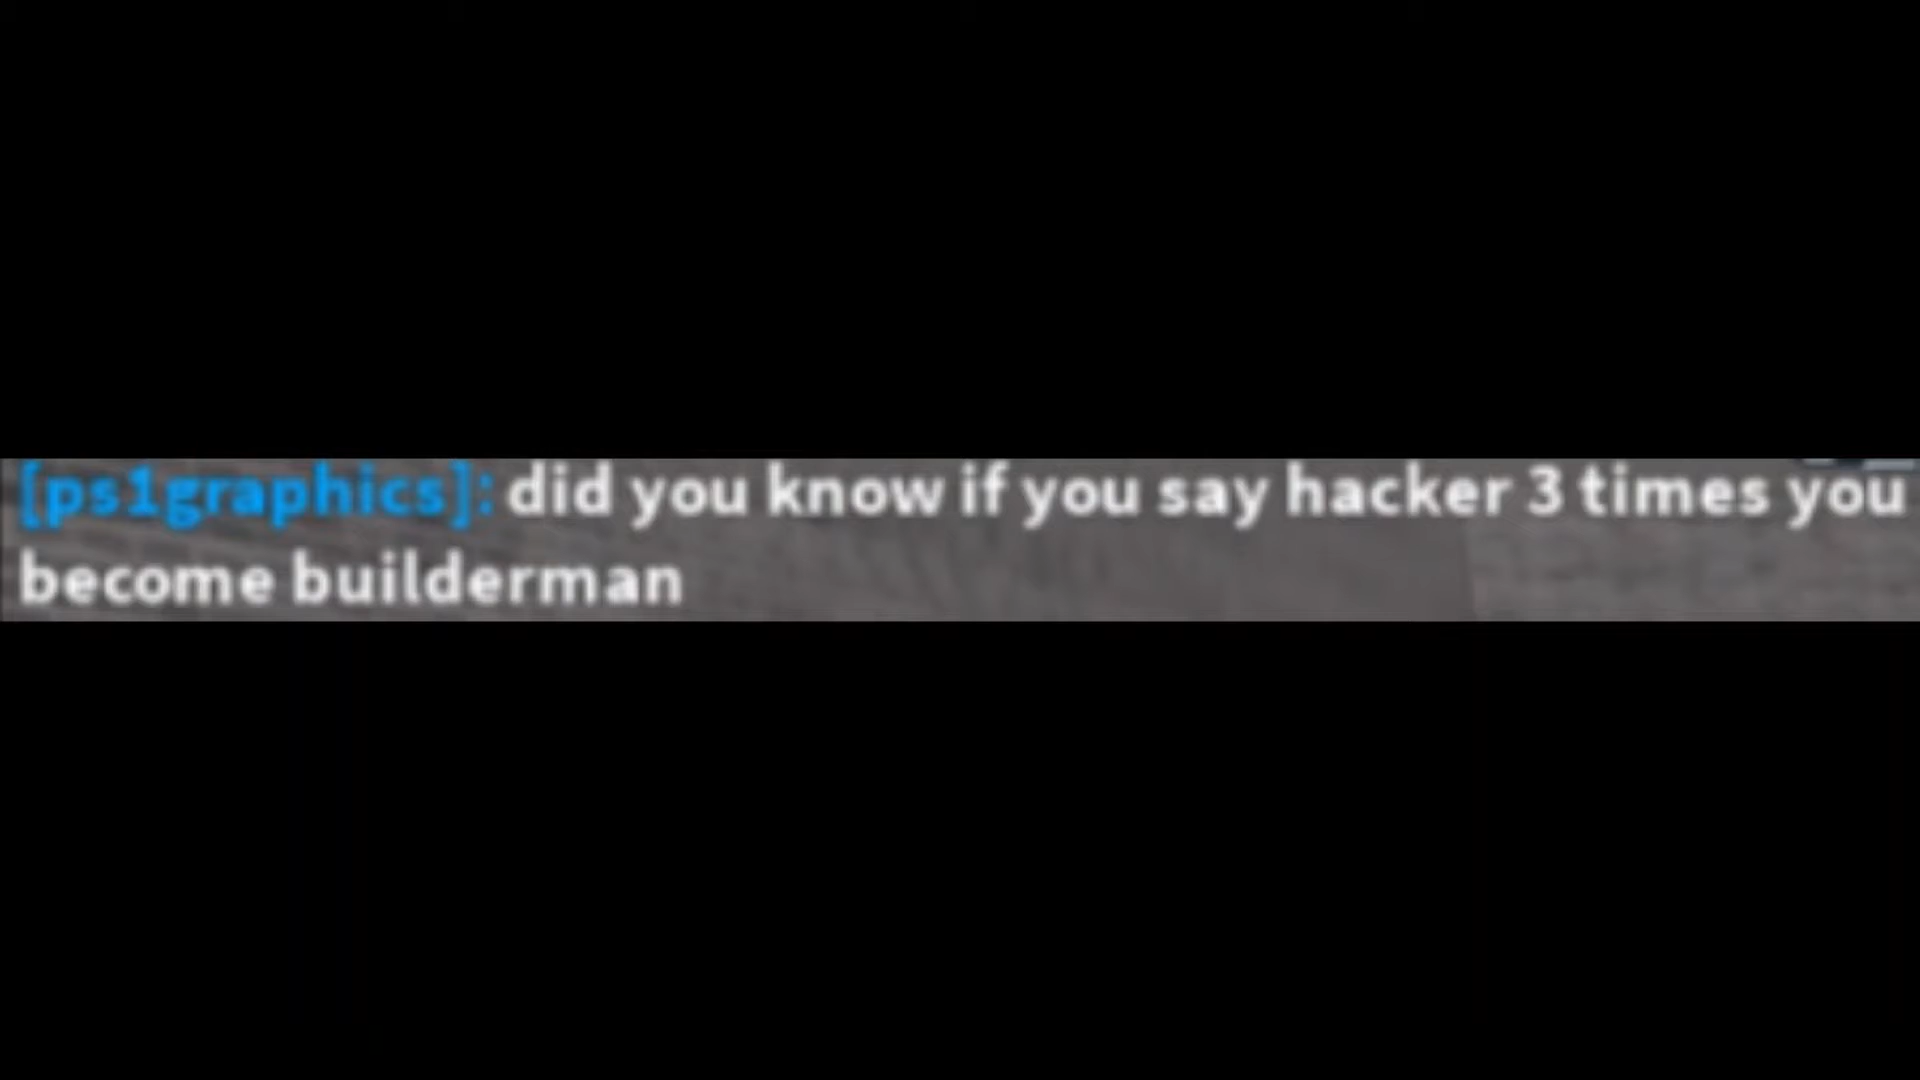 [ps1graphics]: did you know if you say hacker 3 times you
become builderman